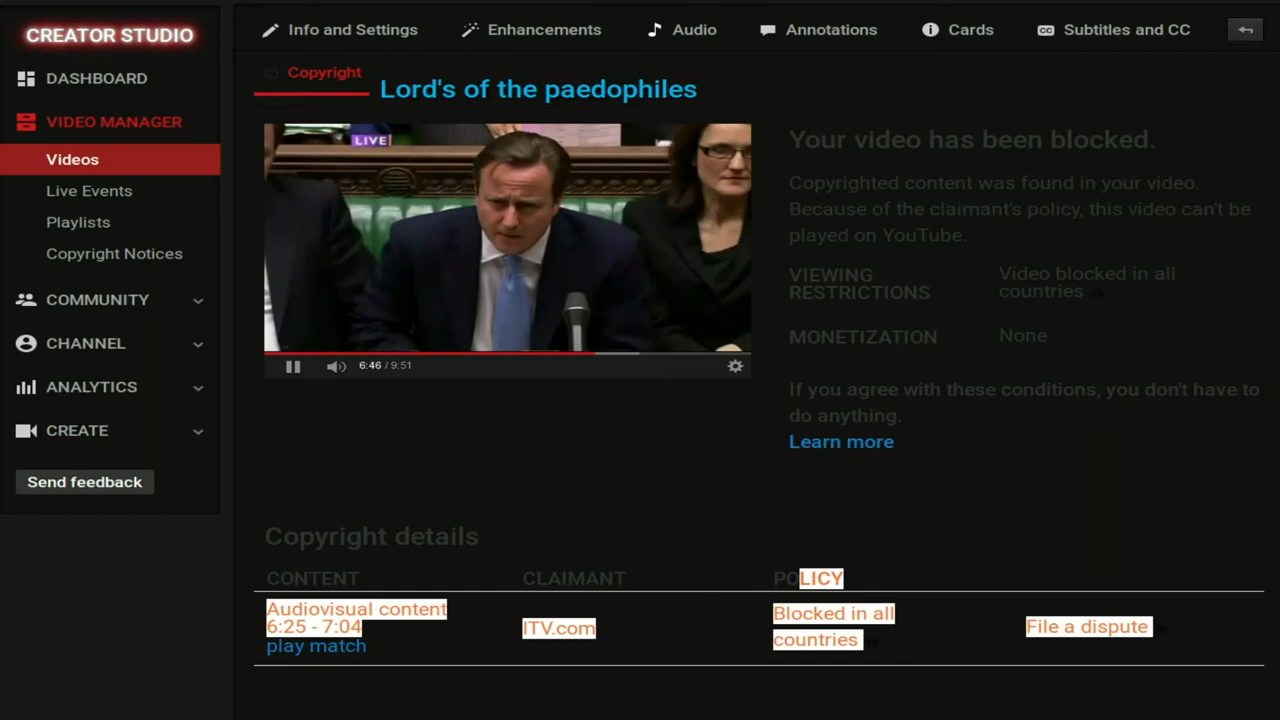 CREATOR STUDIO
DASHBOARD
VIDEO MANAGER
Videos
Live Events
Playlists
Copyright Notices
COMMUNITY
CHANNEL
ANALYTICS
CREATE
Send feedback
Info and Settings
Enhancements
Audio
Annotations
Cards
CC Subtitles and CC
© Copyright
Lord's of the paedophiles
LIVE
6:46 / 9:51
Your video has been blocked.
Copyrighted content was found in your video.
Because of the claimant's policy, this video can't be
played on YouTube.
VIEWING
RESTRICTIONS
Video blocked in all
countries
MONETIZATION
None
If you agree with these conditions, you don't have to
do anything.
Learn more
Copyright details
CONTENT
CLAIMANT
POLICY
Audiovisual content
6:25 - 7:04
play match
ITV.com
Blocked in all
countries
File a dispute